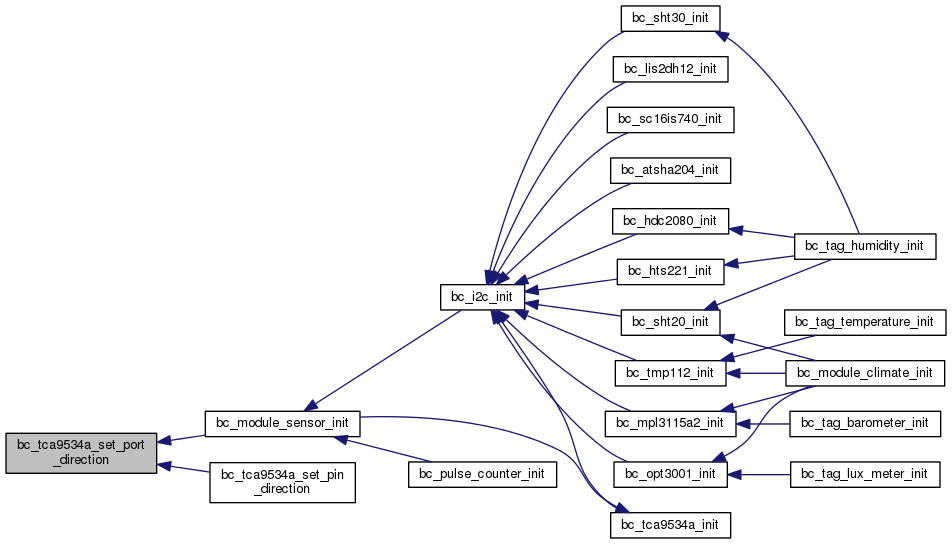 bc_sht30_init
bc_lis2dh12_init
bc_sc16is740_init
bc_atsha204_init
bc_hdc2080_init
bc_tag_humidity_init
bc_hts221_init
bc_i2c_init
bc_sht20_init
bc_tag_temperature_init
bc_tmp112_init
bc_module_climate_init
bc_module_sensor_init
bc_mpl3115a2_init
bc_tag_barometer_init
bc_tca9534a_set_port
_direction
bc_tca9534a_set_pin
_direction
bc_pulse_counter_init
bc_opt3001_init
bc_tag_lux_meter_init
bc_tca9534a_init